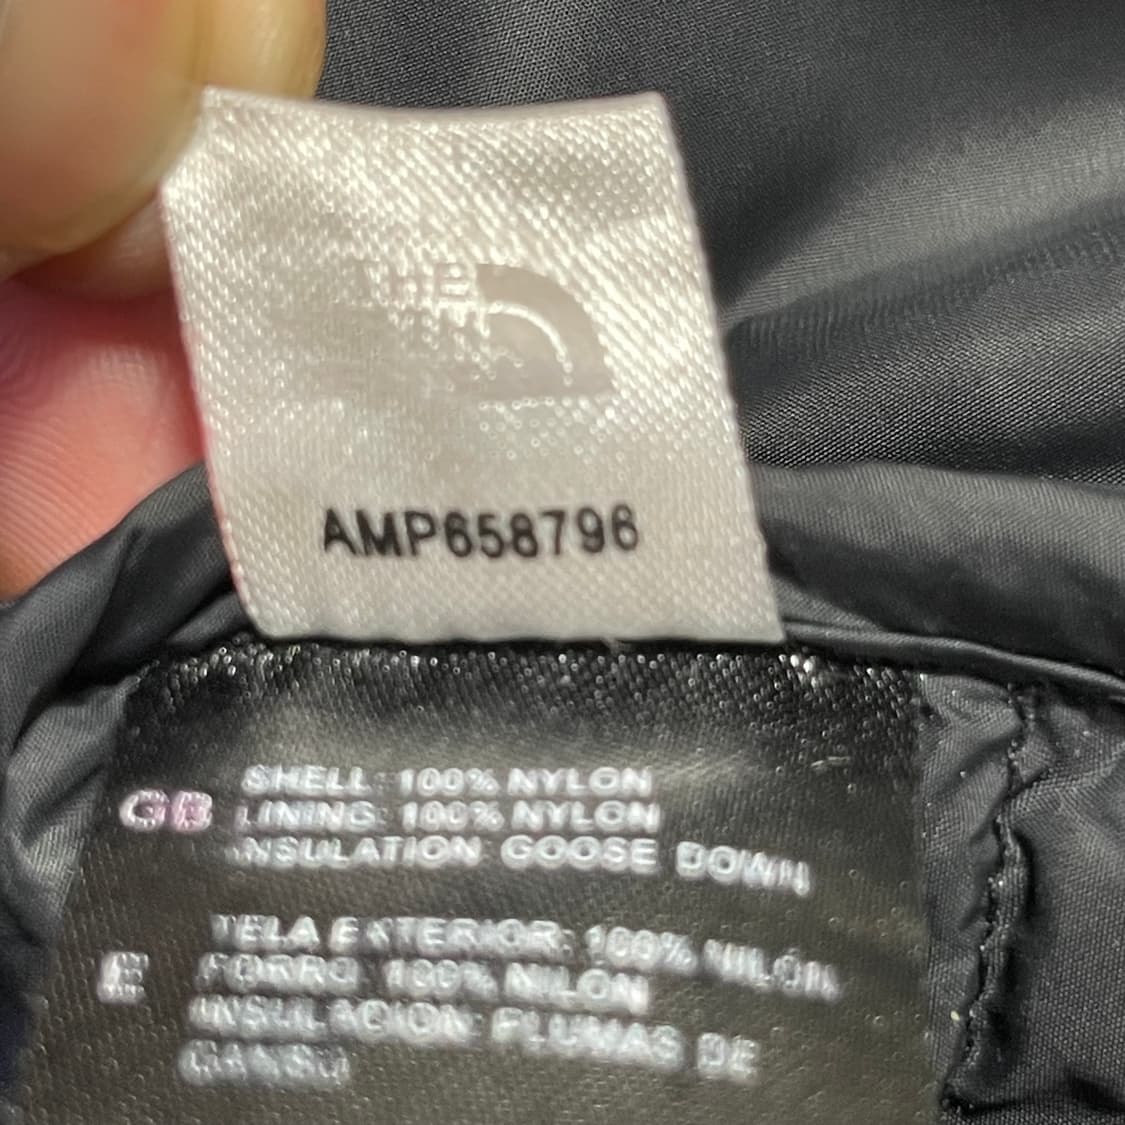 THE
AMP658796
GB SHELL: 100% NYLON
LINING: 100% NYLON
INSULATION: GOOSE DOWN
E TELA EXTERIOR: 100% NILON
FORRO: 100% NILON
INSULACION: PLUMAS DE
GANSO